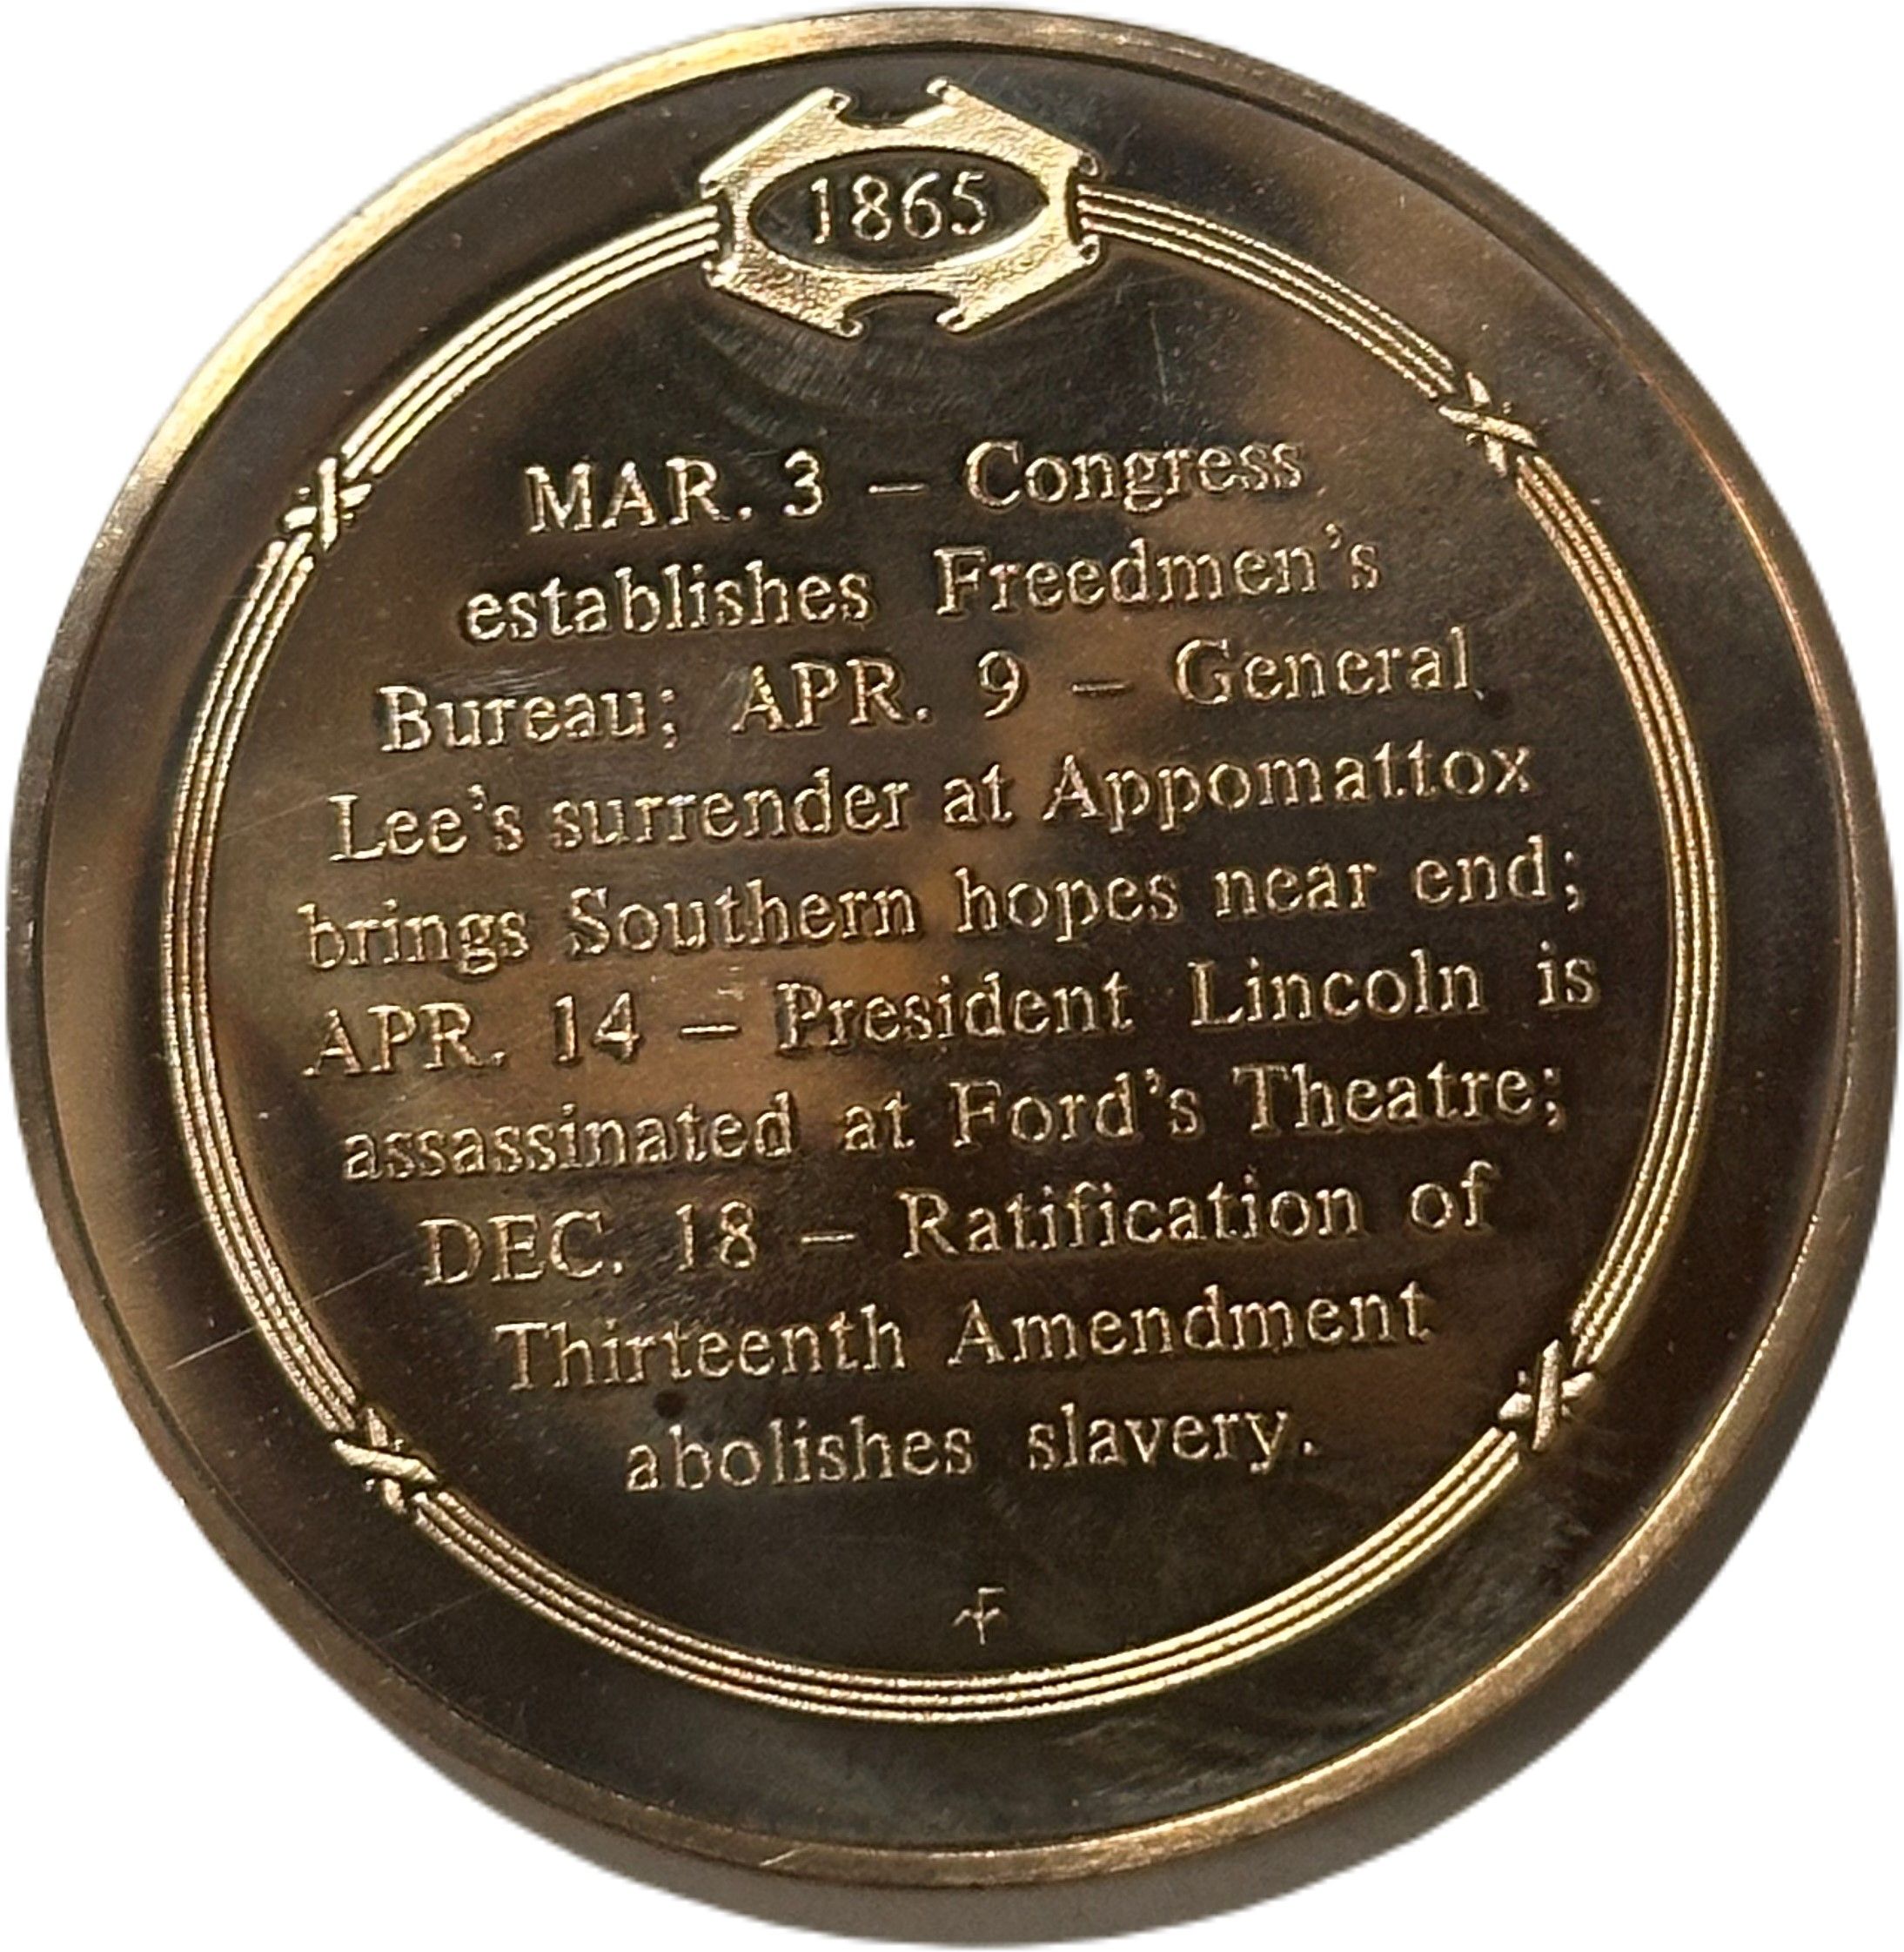 1865
MAR. 3 – Congress
establishes Freedmen's
Bureau; APR. 9 – General
Lee's surrender at Appomattox
brings Southern hopes near end;
APR. 14 – President Lincoln is
assassinated at Ford's Theatre;
DEC. 18 – Ratification of
Thirteenth Amendment
abolishes slavery.